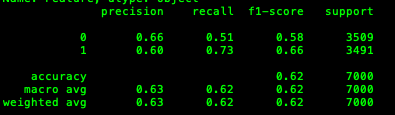 Name: Feature, dtype: object
precision recall f1-score support
0 0.66 0.51 0.58 3509
1 0.60 0.73 0.66 3491
accuracy 0.62 7000
macro avg 0.63 0.62 0.62 7000
weighted avg 0.63 0.62 0.62 7000